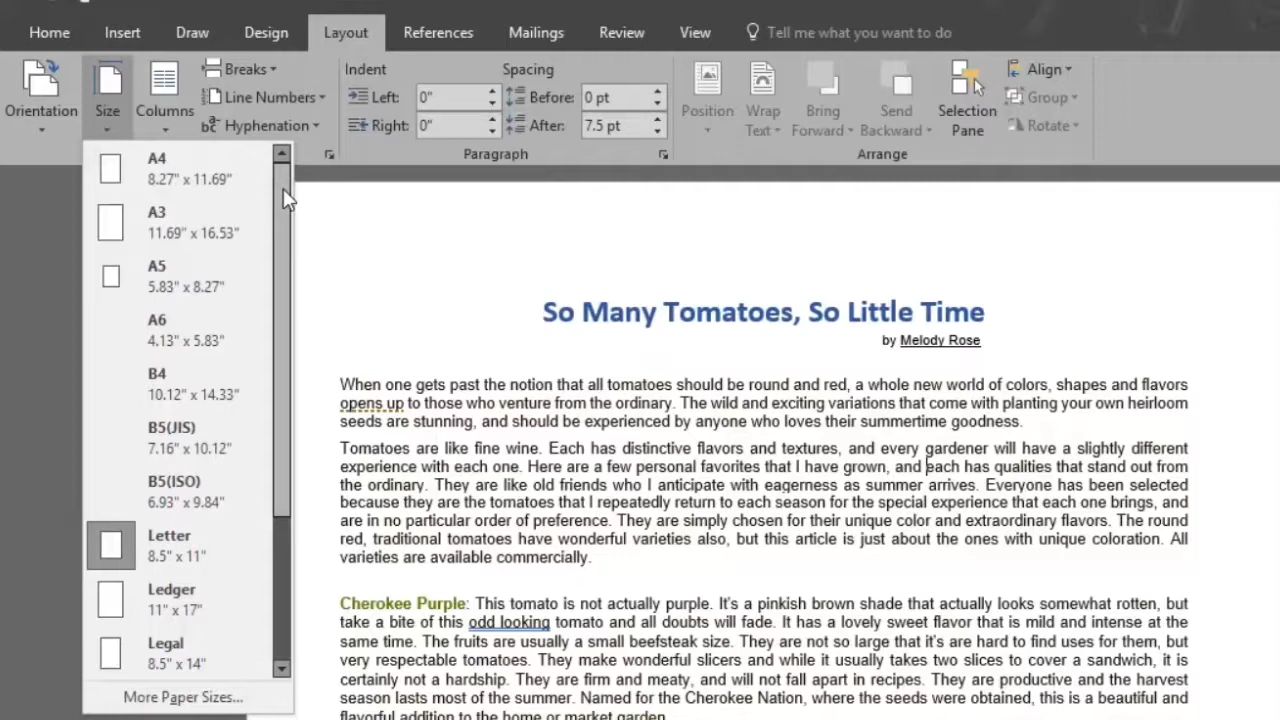 Home Insert Draw Design Layout References Mailings Review View Tell me what you want to do
Orientation
Size
Columns
Breaks
Line Numbers
Hyphenation
Indent
Left: 0"
Right: 0"
Spacing
Before: 0 pt
After: 7.5 pt
Paragraph
Position
Wrap
Text
Bring
Forward
Send
Backward
Selection
Pane
Align
Group
Rotate
Arrange
A4
8.27" x 11.69"
A3
11.69" x 16.53"
A5
5.83" x 8.27"
A6
4.13" x 5.83"
B4
10.12" x 14.33"
B5(JIS)
7.16" x 10.12"
B5(ISO)
6.93" x 9.84"
Letter
8.5" x 11"
Ledger
11" x 17"
Legal
8.5" x 14"
More Paper Sizes...
So Many Tomatoes, So Little Time
by Melody Rose
When one gets past the notion that all tomatoes should be round and red, a whole new world of colors, shapes and flavors
opens up to those who venture from the ordinary. The wild and exciting variations that come with planting your own heirloom
seeds are stunning, and should be experienced by anyone who loves their summertime goodness.
Tomatoes are like fine wine. Each has distinctive flavors and textures, and every gardener will have a slightly different
experience with each one. Here are a few personal favorites that I have grown, and each has qualities that stand out from
the ordinary. They are like old friends who I anticipate with eagerness as summer arrives. Everyone has been selected
because they are the tomatoes that I repeatedly return to each season for the special experience that each one brings, and
are in no particular order of preference. They are simply chosen for their unique color and extraordinary flavors. The round
red, traditional tomatoes have wonderful varieties also, but this article is just about the ones with unique coloration. All
varieties are available commercially.
Cherokee Purple: This tomato is not actually purple. It's a pinkish brown shade that actually looks somewhat rotten, but
take a bite of this odd looking tomato and all doubts will fade. It has a lovely sweet flavor that is mild and intense at the
same time. The fruits are usually a small beefsteak size. They are not so large that it's are hard to find uses for them, but
very respectable tomatoes. They make wonderful slicers and while it usually takes two slices to cover a sandwich, it is
certainly not a hardship. They are firm and meaty, and will not fall apart in recipes. They are productive and the harvest
season lasts most of the summer. Named for the Cherokee Nation, where the seeds were obtained, this is a beautiful and
flavorful addition to the home or market garden.